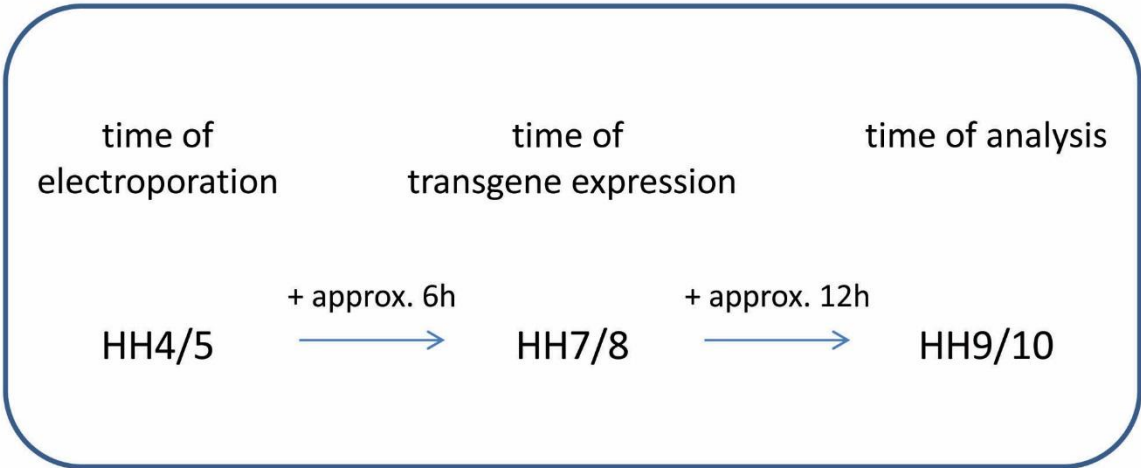 time of
electroporation
time of
transgene expression
time of analysis
+ approx. 6h
+ approx. 12h
HH4/5
HH7/8
HH9/10